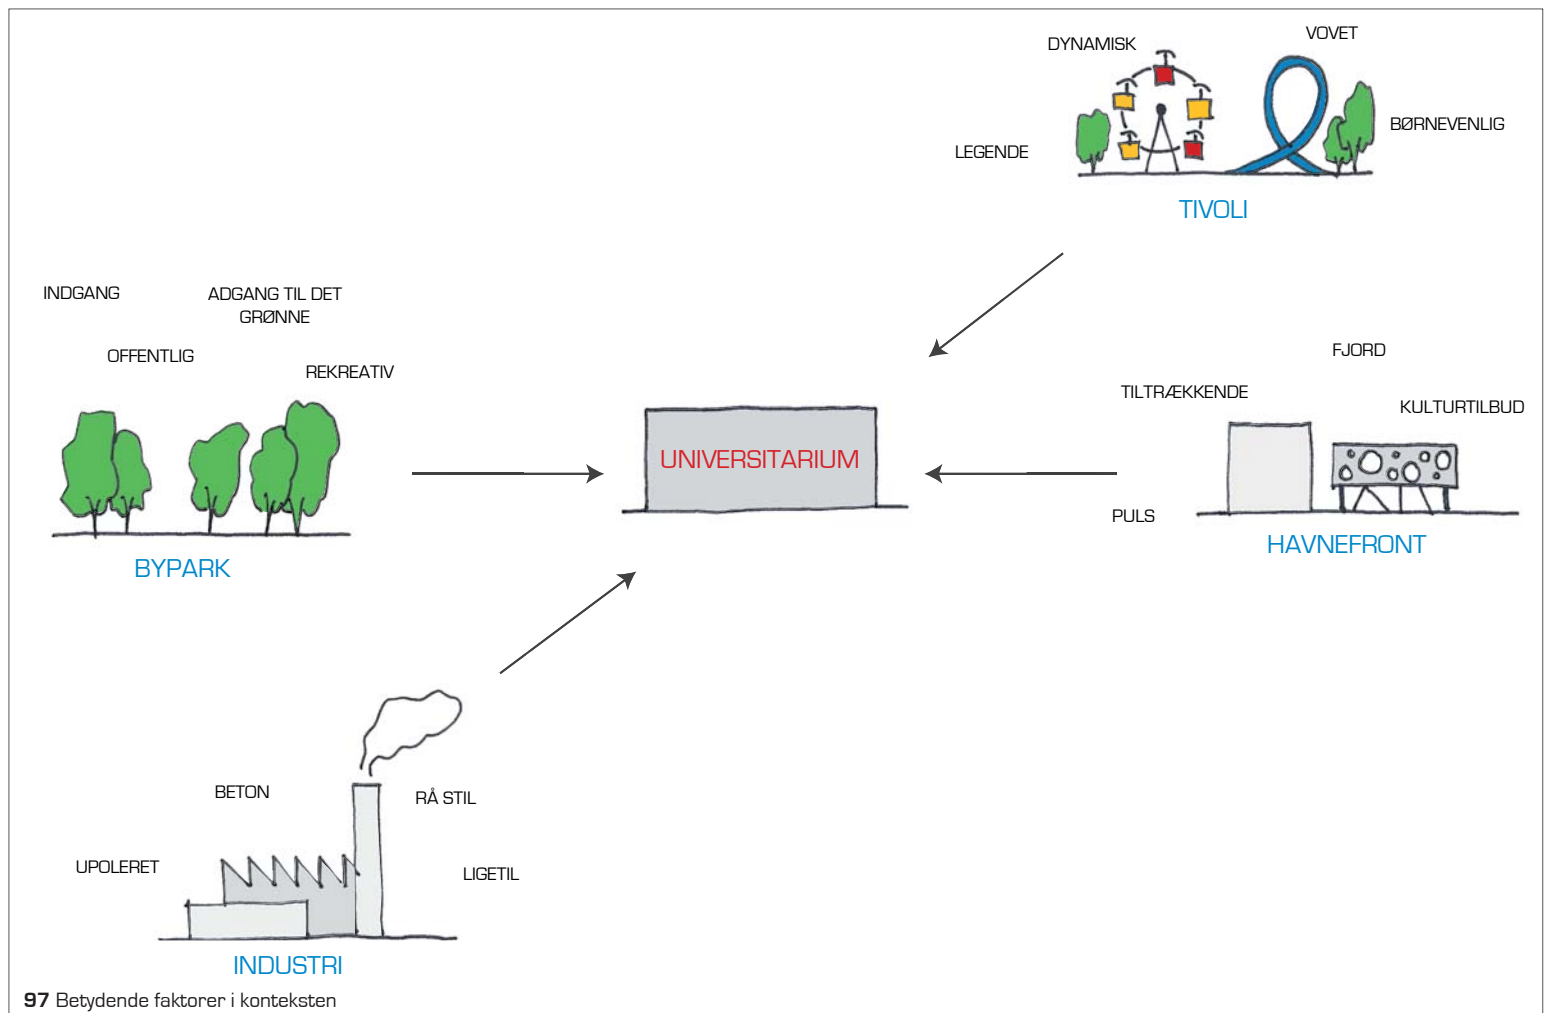 VOVET
DYNAMISK
BØRNEVENLIG
LEGENDE
TIVOLI
INDGANG
ADGANG TIL DET
GRØNNE
OFFENTLIG
REKREATIV
BYPARK
UNIVERSITARIUM
FJORD
TILTRÆKKENDE
KULTURTILBUD
PULS
HAVNEFRONT
BETON
RÅ STIL
UPOLERET
LIGETIL
INDUSTRI
97 Betydende faktorer i konteksten